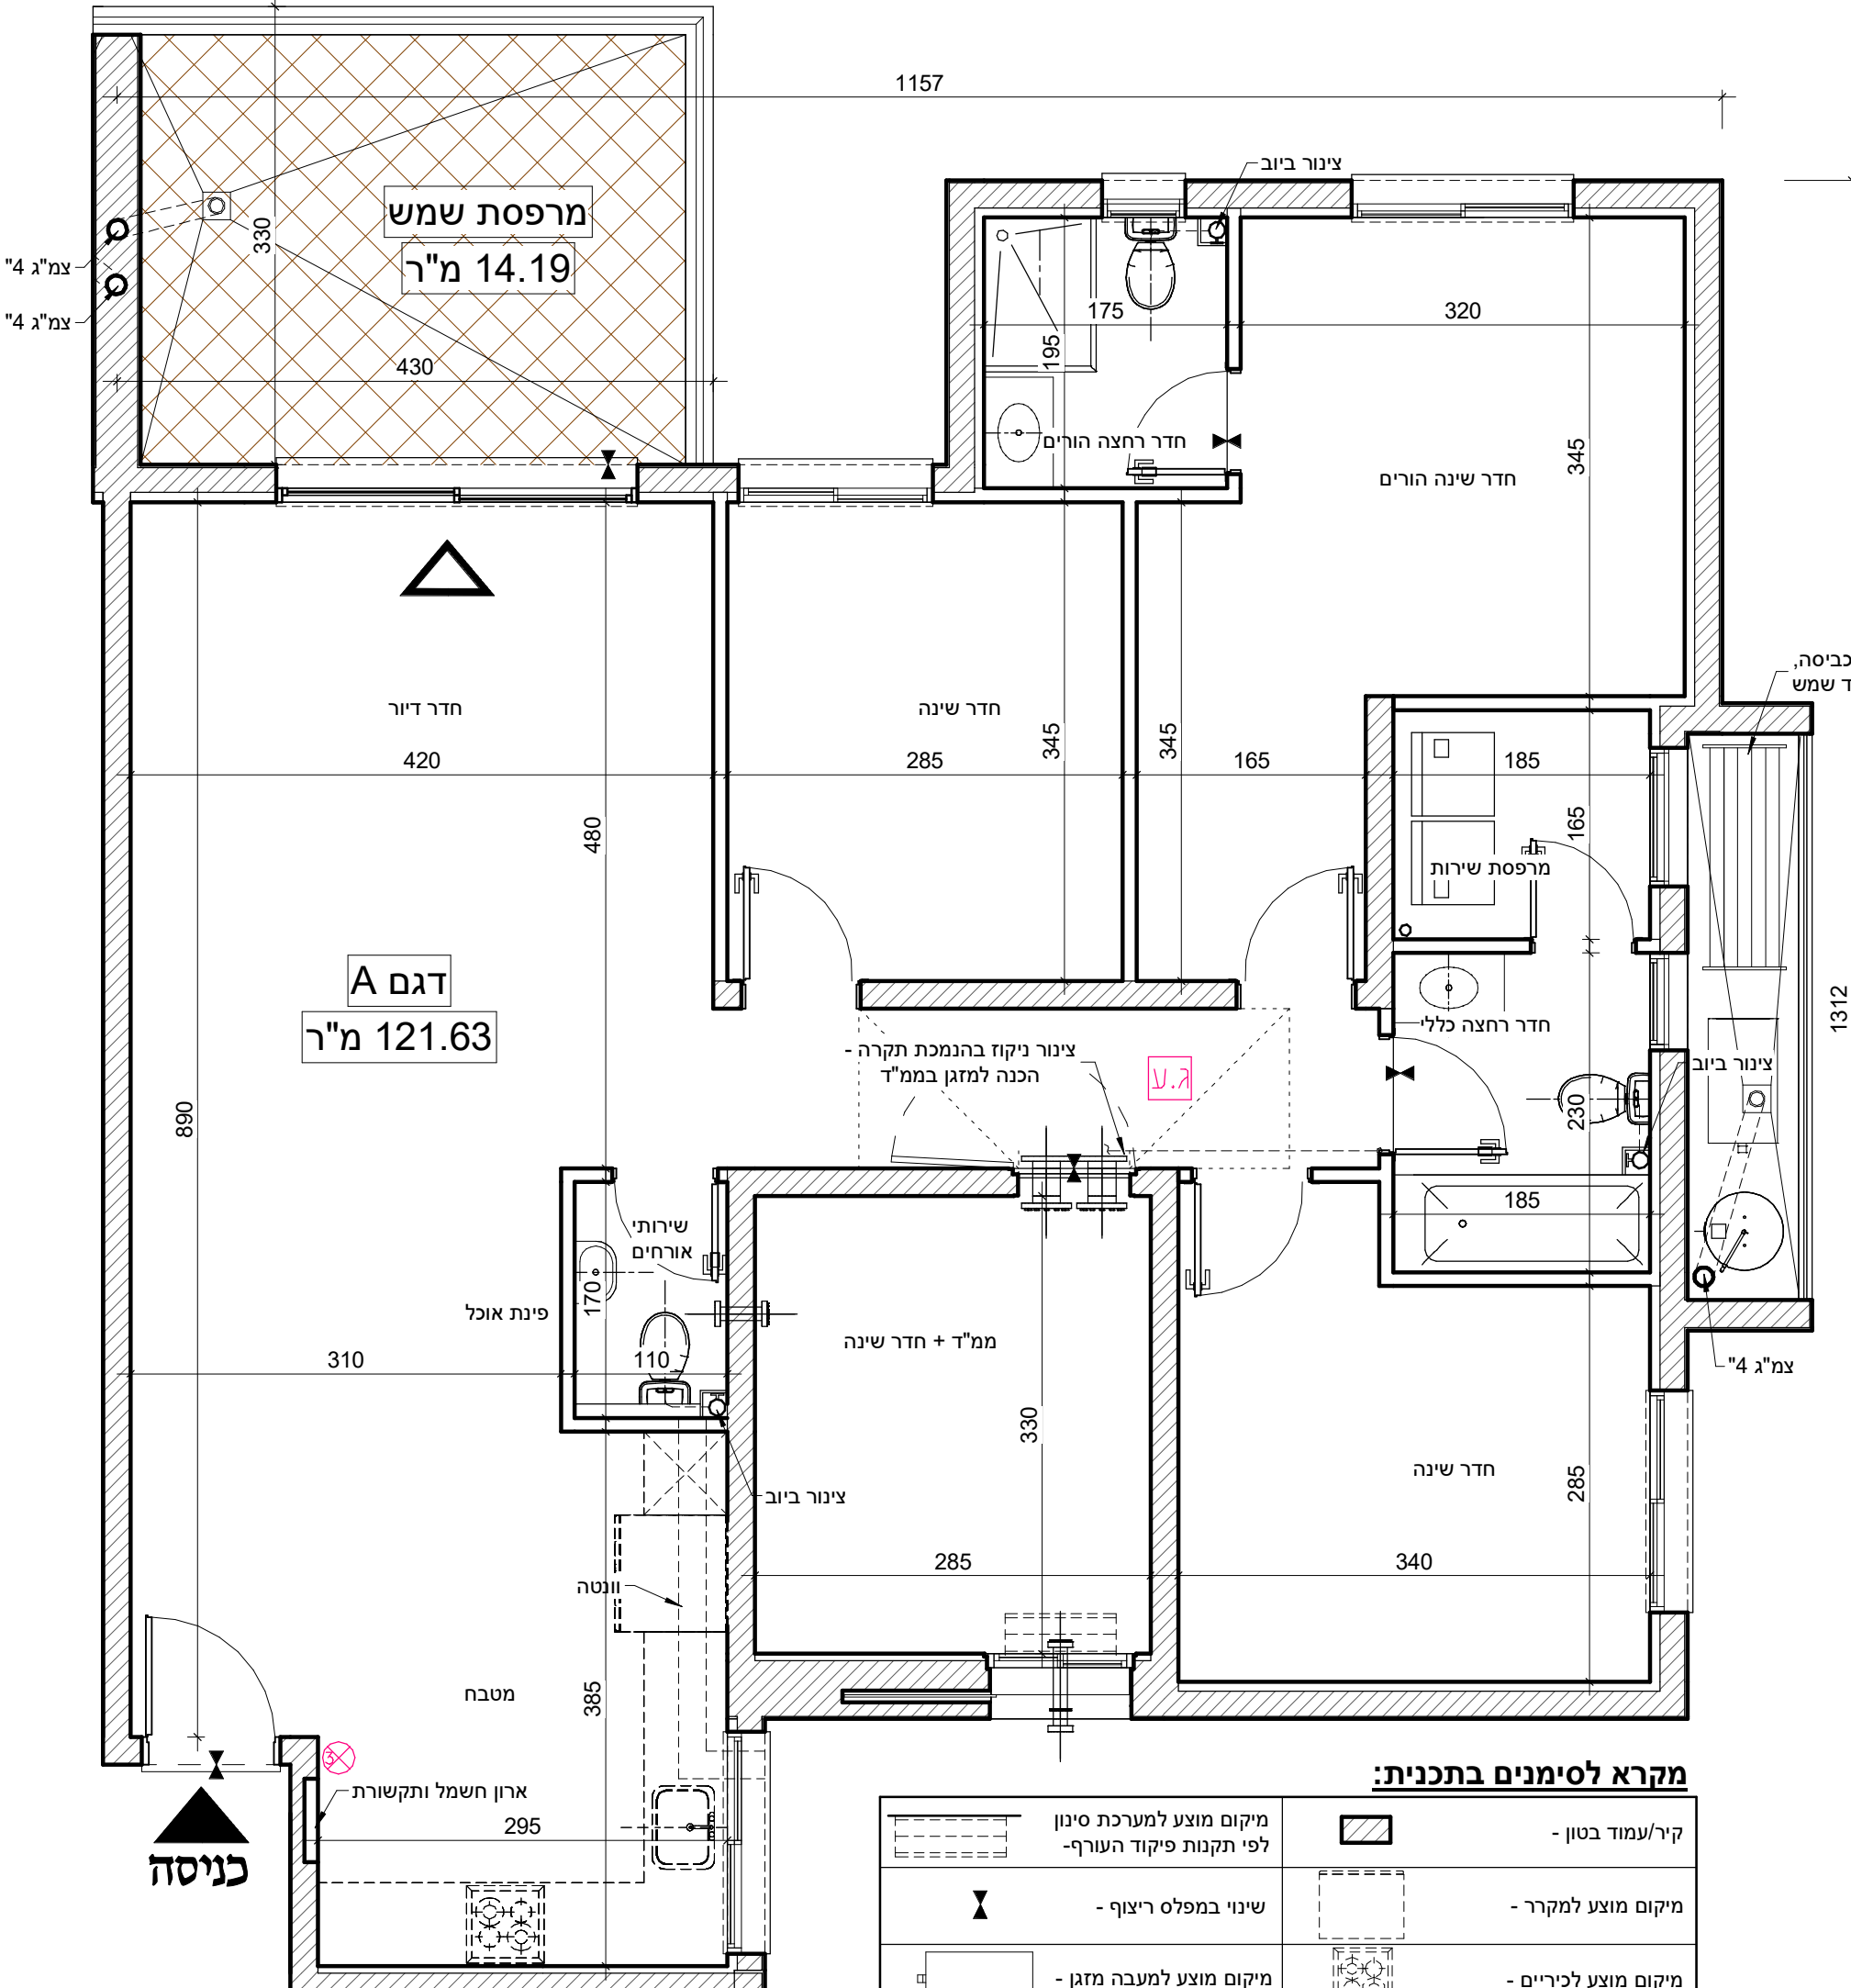 1157
צינור ביוב
מרפסת שמש
14.19 מ"ר
330
צמ"ג 4"
צמ"ג 4"
430
175
320
195
345
חדר רחצה הורים
חדר שינה הורים
כביסה,
ד שמש
חדר דיור
חדר שינה
420
285
345
345
165
185
480
165
מרפסת שירות
דגם A
121.63 מ"ר
1312
חדר רחצה כללי
צינור ניקוז בהנמכת תקרה -
הכנה למזגן בממ"ד
ג.ע
צינור ביוב
890
230
185
שירותי
אורחים
170
פינת אוכל
310
110
ממ"ד + חדר שינה
צמ"ג 4"
330
חדר שינה
285
צינור ביוב
285
340
וונטה
מטבח
385
3
ארון חשמל ותקשורת
295
כניסה
מקרא לסימנים בתכנית:
קיר/עמוד בטון -
מיקום מוצע למערכת סינון
לפי תקנות פיקוד העורף-
מיקום מוצע למקרר -
שינוי במפלס ריצוף -
מיקום מוצע לכיריים -
מיקום מוצע למעבה מזגן -